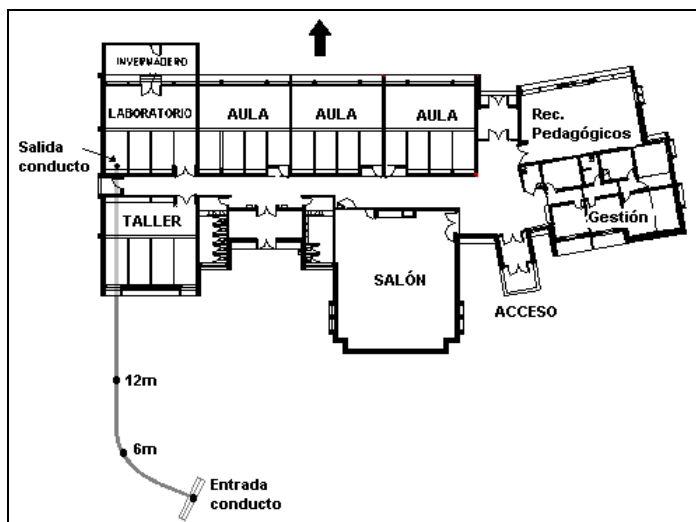 INVERNADERO
LABORATORIO
AULA
AULA
AULA
Rec.
Pedagógicos
Salida
conducto
TALLER
Gestión
SALÓN
ACCESO
12m
6m
Entrada
conducto